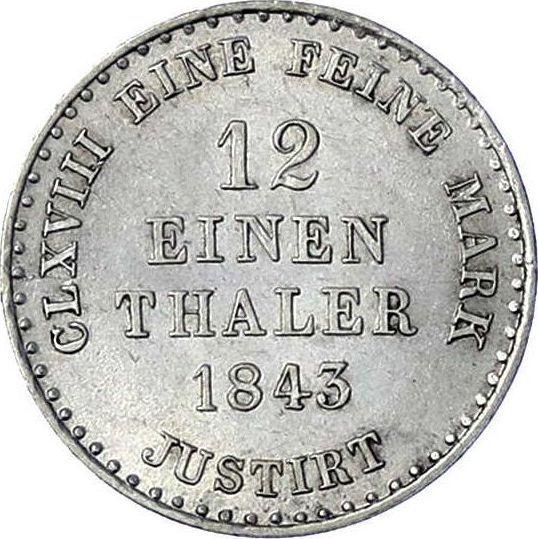 CLXVIII EINE FEINE MARK
12
EINEN
THALER
1843
JUSTIRT